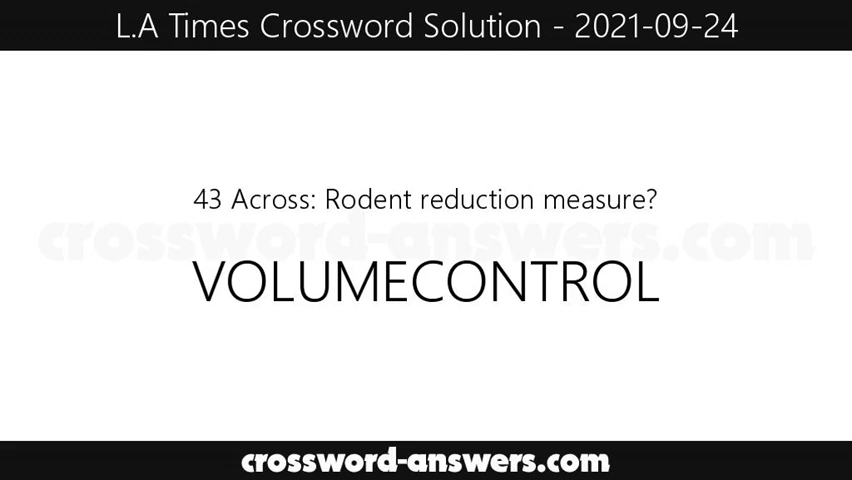 L.A Times Crossword Solution - 2021-09-24
43 Across: Rodent reduction measure?
crossword-answers.com
VOLUMECONTROL
crossword-answers.com